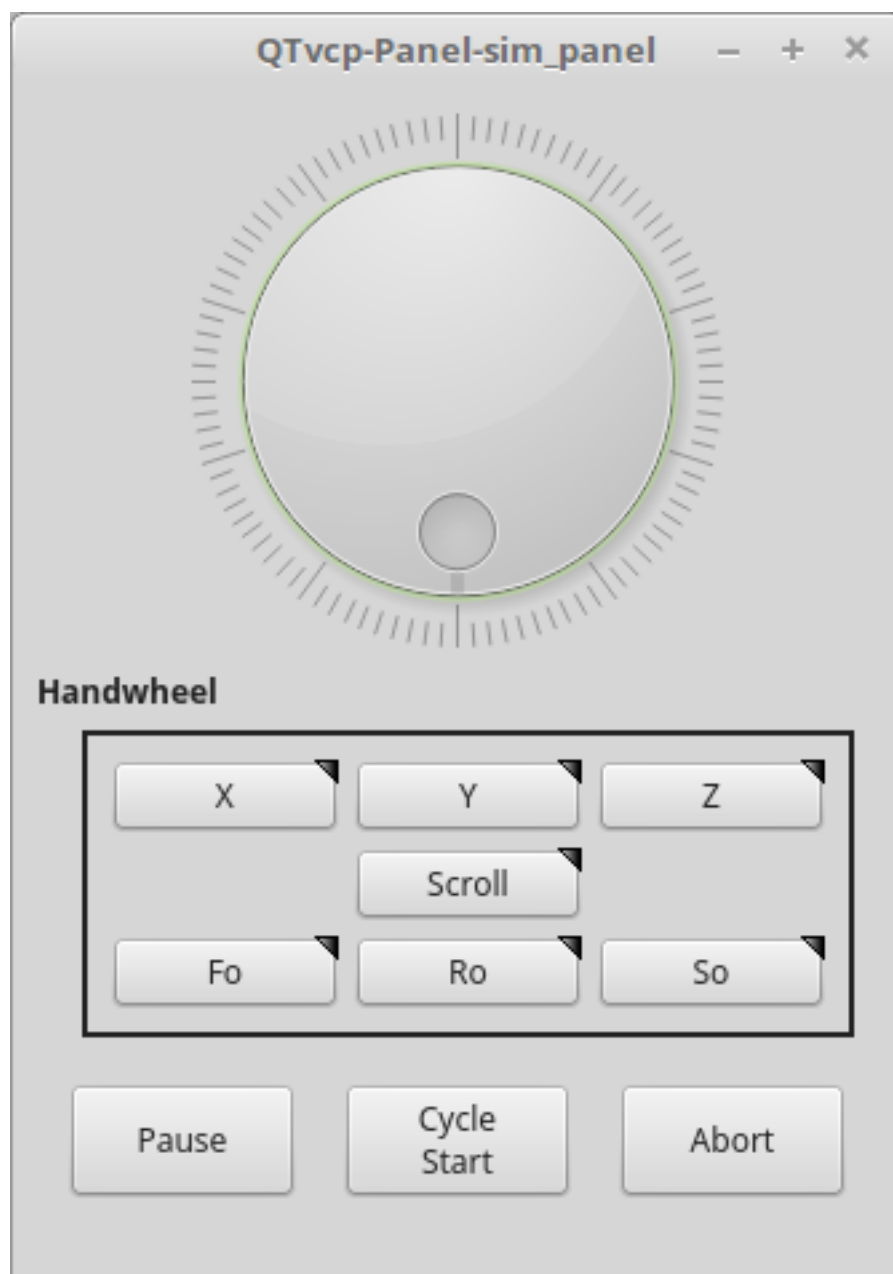 QTvcp-Panel-sim_panel
Handwheel
X
Y
Z
Scroll
Fo
Ro
So
Pause
Cycle
Start
Abort